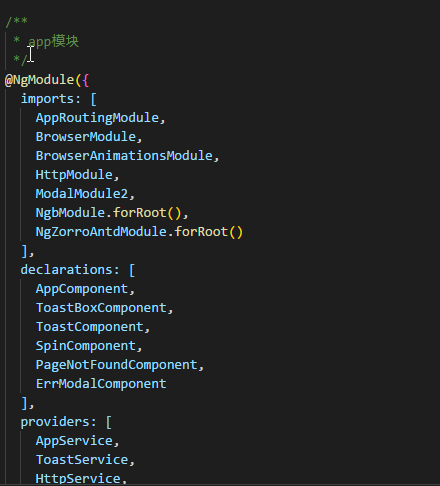 /**
 * app模块
 */
@NgModule({
  imports: [
    AppRoutingModule,
    BrowserModule,
    BrowserAnimationsModule,
    HttpModule,
    ModalModule2,
    NgbModule.forRoot(),
    NgZorroAntdModule.forRoot()
  ],
  declarations: [
    AppComponent,
    ToastBoxComponent,
    ToastComponent,
    SpinComponent,
    PageNotFoundComponent,
    ErrModalComponent
  ],
  providers: [
    AppService,
    ToastService,
    HttpService,